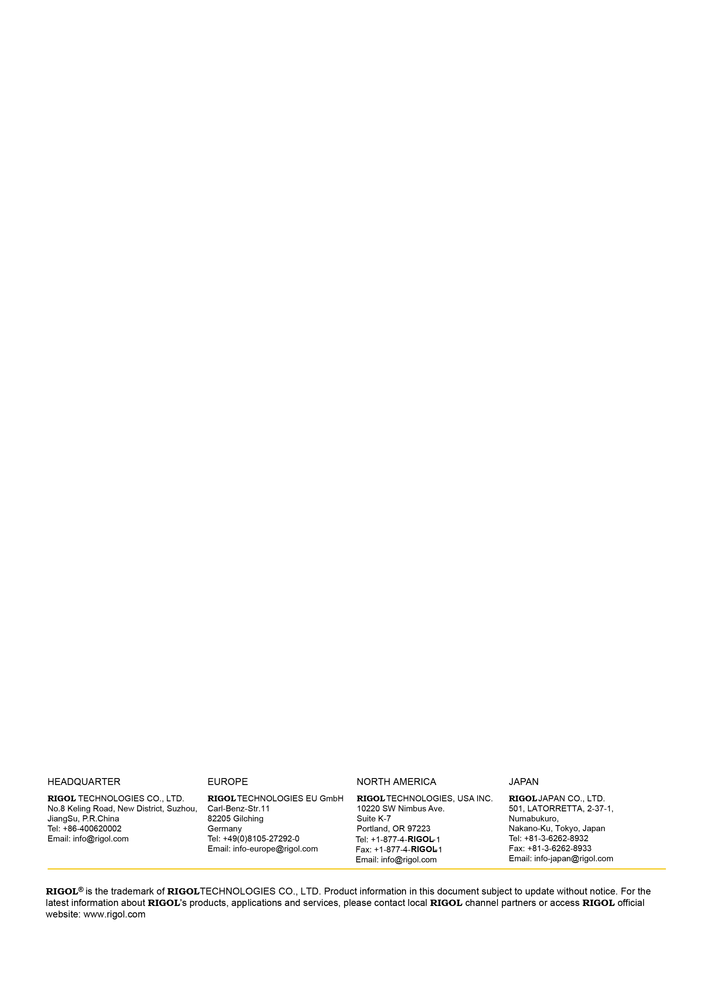 HEADQUARTER
RIGOL TECHNOLOGIES CO., LTD.
No.8 Keling Road, New District, Suzhou,
JiangSu, P.R.China
Tel: +86-400620002
Email: info@rigol.com
EUROPE
RIGOL TECHNOLOGIES EU GmbH
Carl-Benz-Str.11
82205 Gilching
Germany
Tel: +49(0)8105-27292-0
Email: info-europe@rigol.com
NORTH AMERICA
RIGOL TECHNOLOGIES, USA INC.
10220 SW Nimbus Ave.
Suite K-7
Portland, OR 97223
Tel: +1-877-4-RIGOL-1
Fax: +1-877-4-RIGOL-1
Email: info@rigol.com
JAPAN
RIGOL JAPAN CO., LTD.
501, LATORRETTA, 2-37-1,
Numabukuro,
Nakano-Ku, Tokyo, Japan
Tel: +81-3-6262-8932
Fax: +81-3-6262-8933
Email: info-japan@rigol.com
RIGOL® is the trademark of RIGOL TECHNOLOGIES CO., LTD. Product information in this document subject to update without notice. For the
latest information about RIGOL's products, applications and services, please contact local RIGOL channel partners or access RIGOL official
website: www.rigol.com